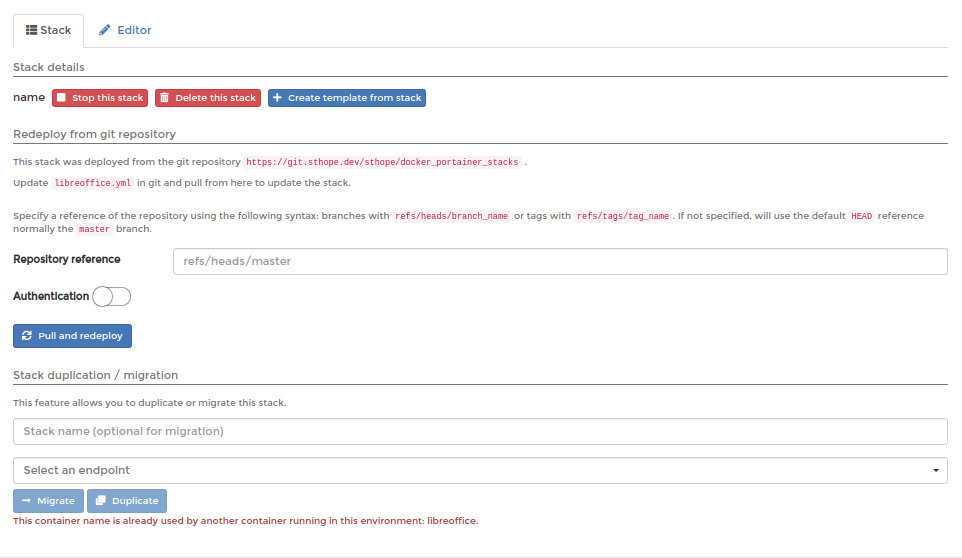 Stack Editor
Stack details
name Stop this stack Delete this stack Create template from stack
Redeploy from git repository
This stack was deployed from the git repository https://git.sthope.dev/sthope/docker_portainer_stacks .
Update libreoffice.yml in git and pull from here to update the stack.
Specify a reference of the repository using the following syntax: branches with refs/heads/branch_name or tags with refs/tags/tag_name . If not specified, will use the default HEAD reference
normally the master branch.
Repository reference refs/heads/master
Authentication
Pull and redeploy
Stack duplication / migration
This feature allows you to duplicate or migrate this stack.
Stack name (optional for migration)
Select an endpoint
Migrate Duplicate
This container name is already used by another container running in this environment: libreoffice.